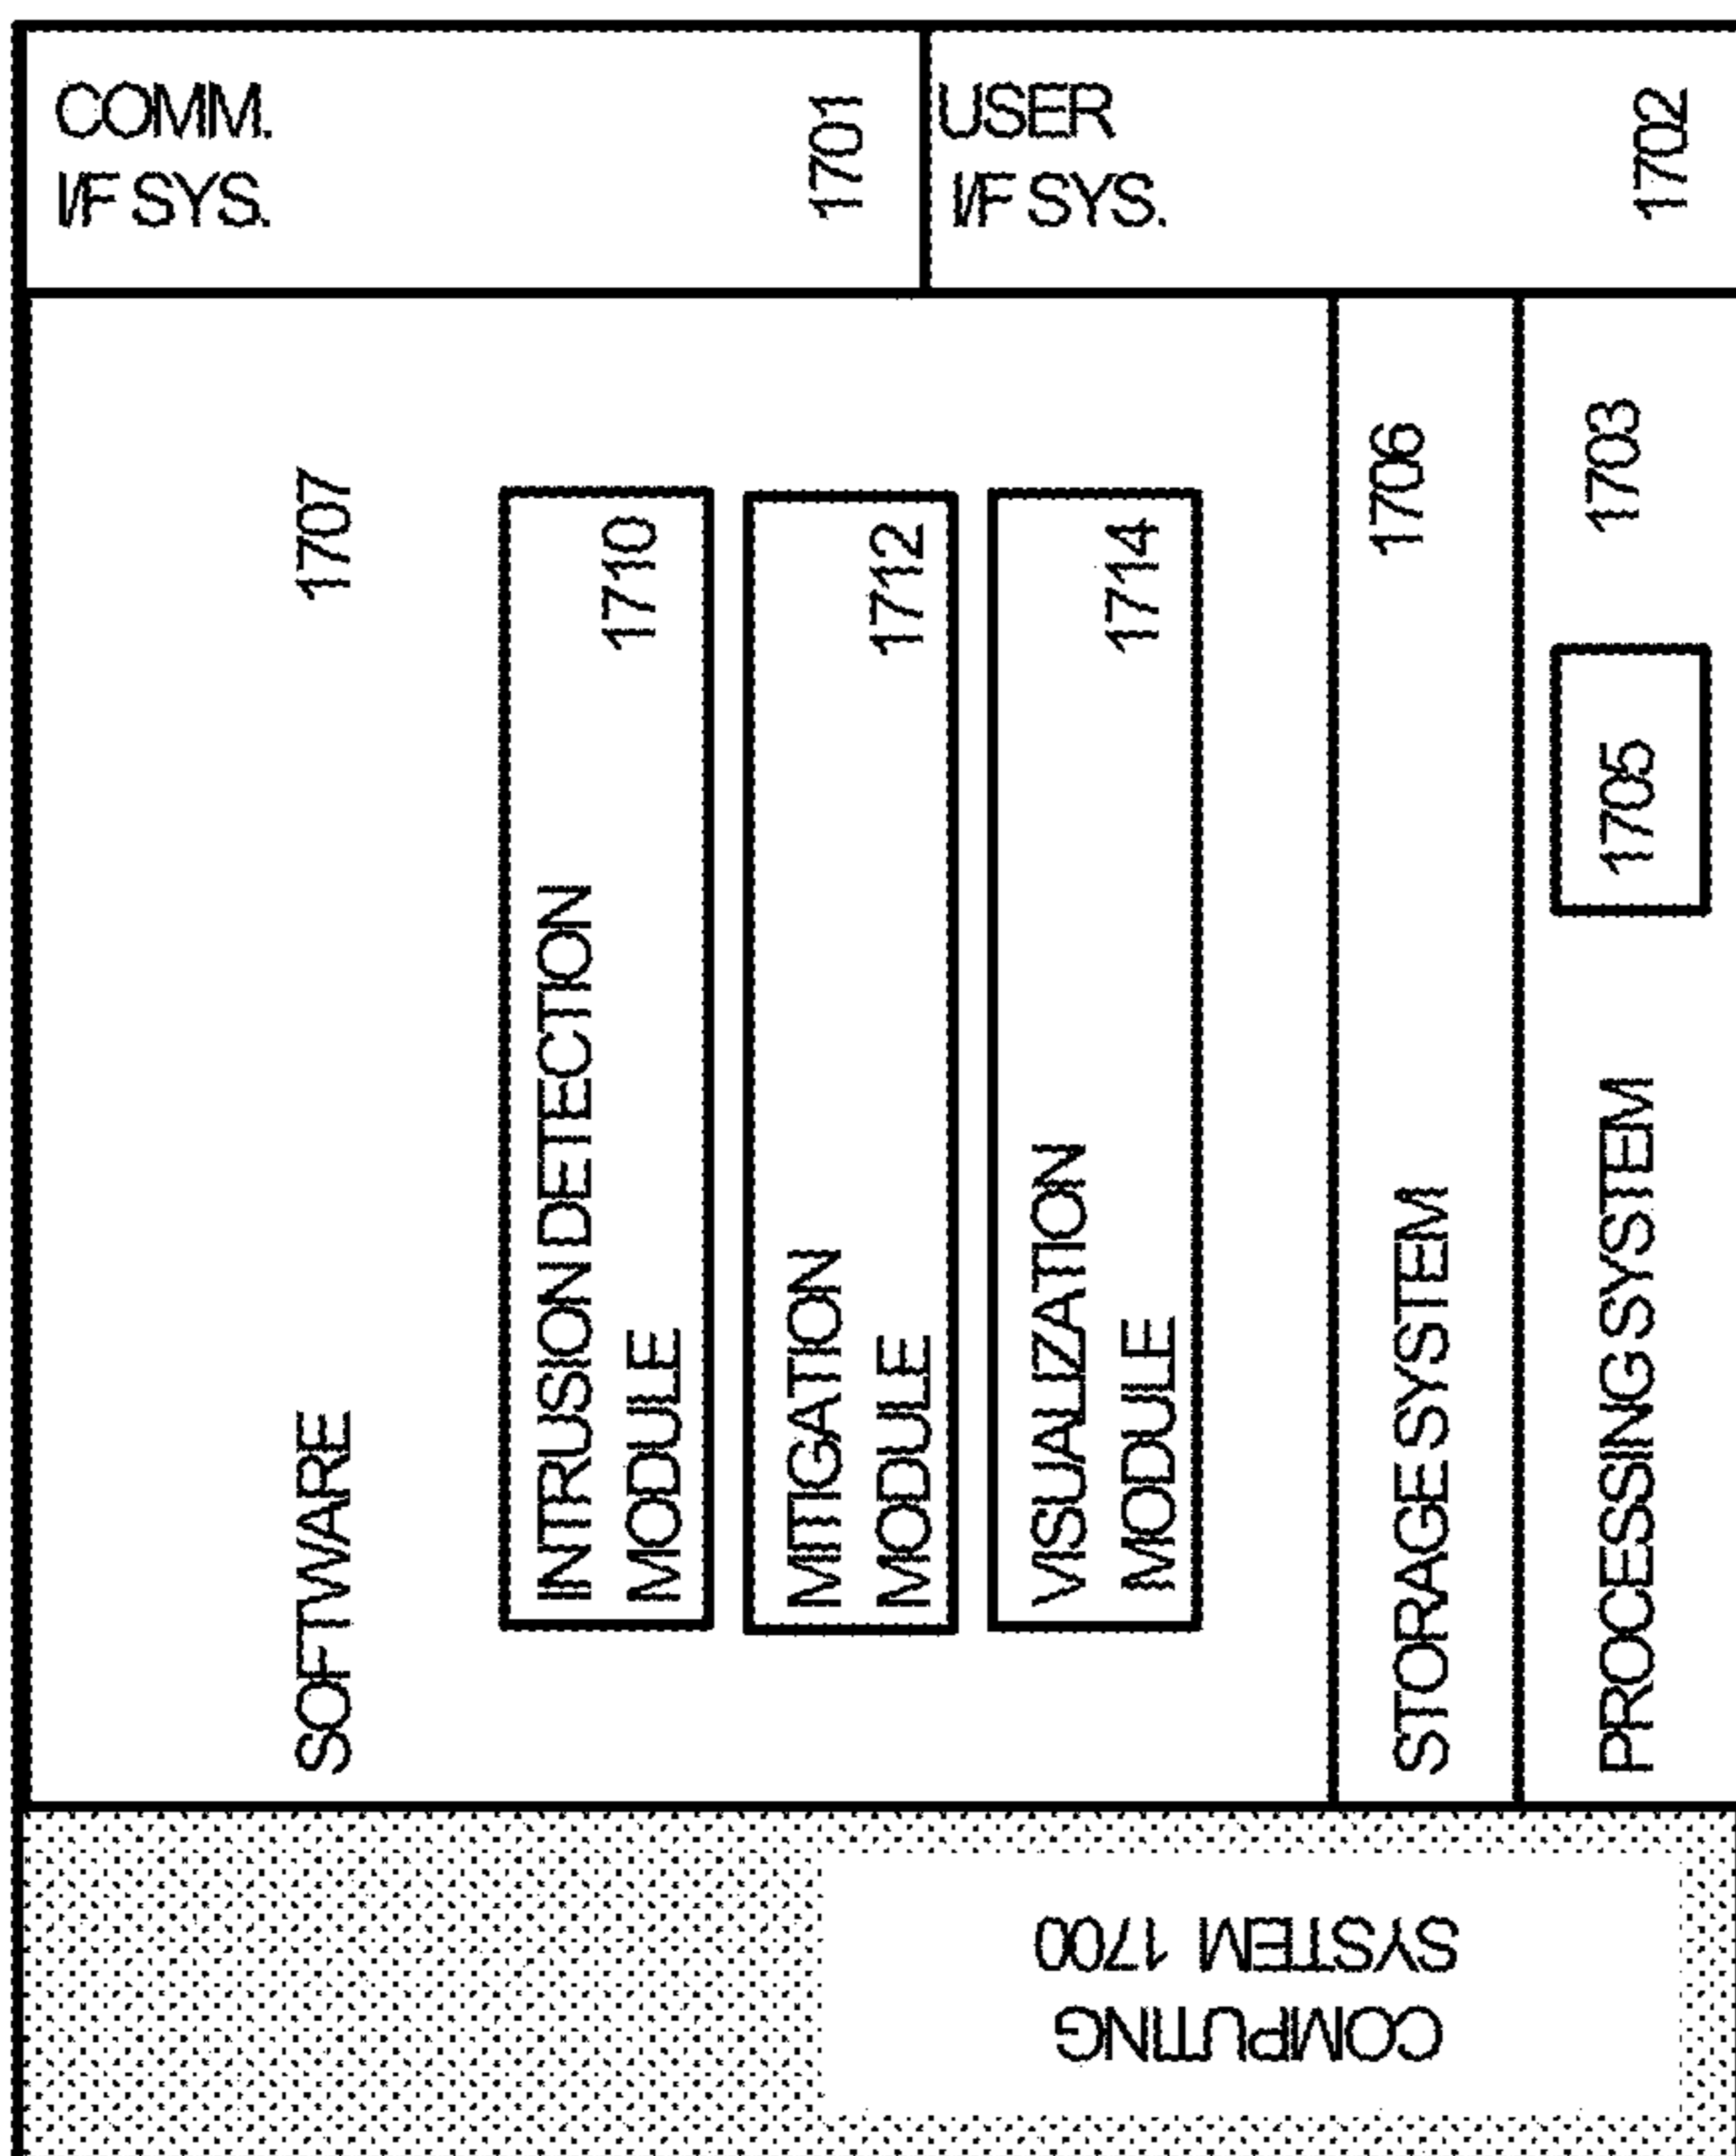 COMM.
I/F SYS.
1701
USER
I/F SYS.
1702
SOFTWARE 1707
INTRUSION DETECTION
MODULE 1710
MITIGATION
MODULE 1712
VISUALIZATION
MODULE 1714
STORAGE SYSTEM 1706
PROCESSING SYSTEM 1705 1703
COMPUTING
SYSTEM 1700